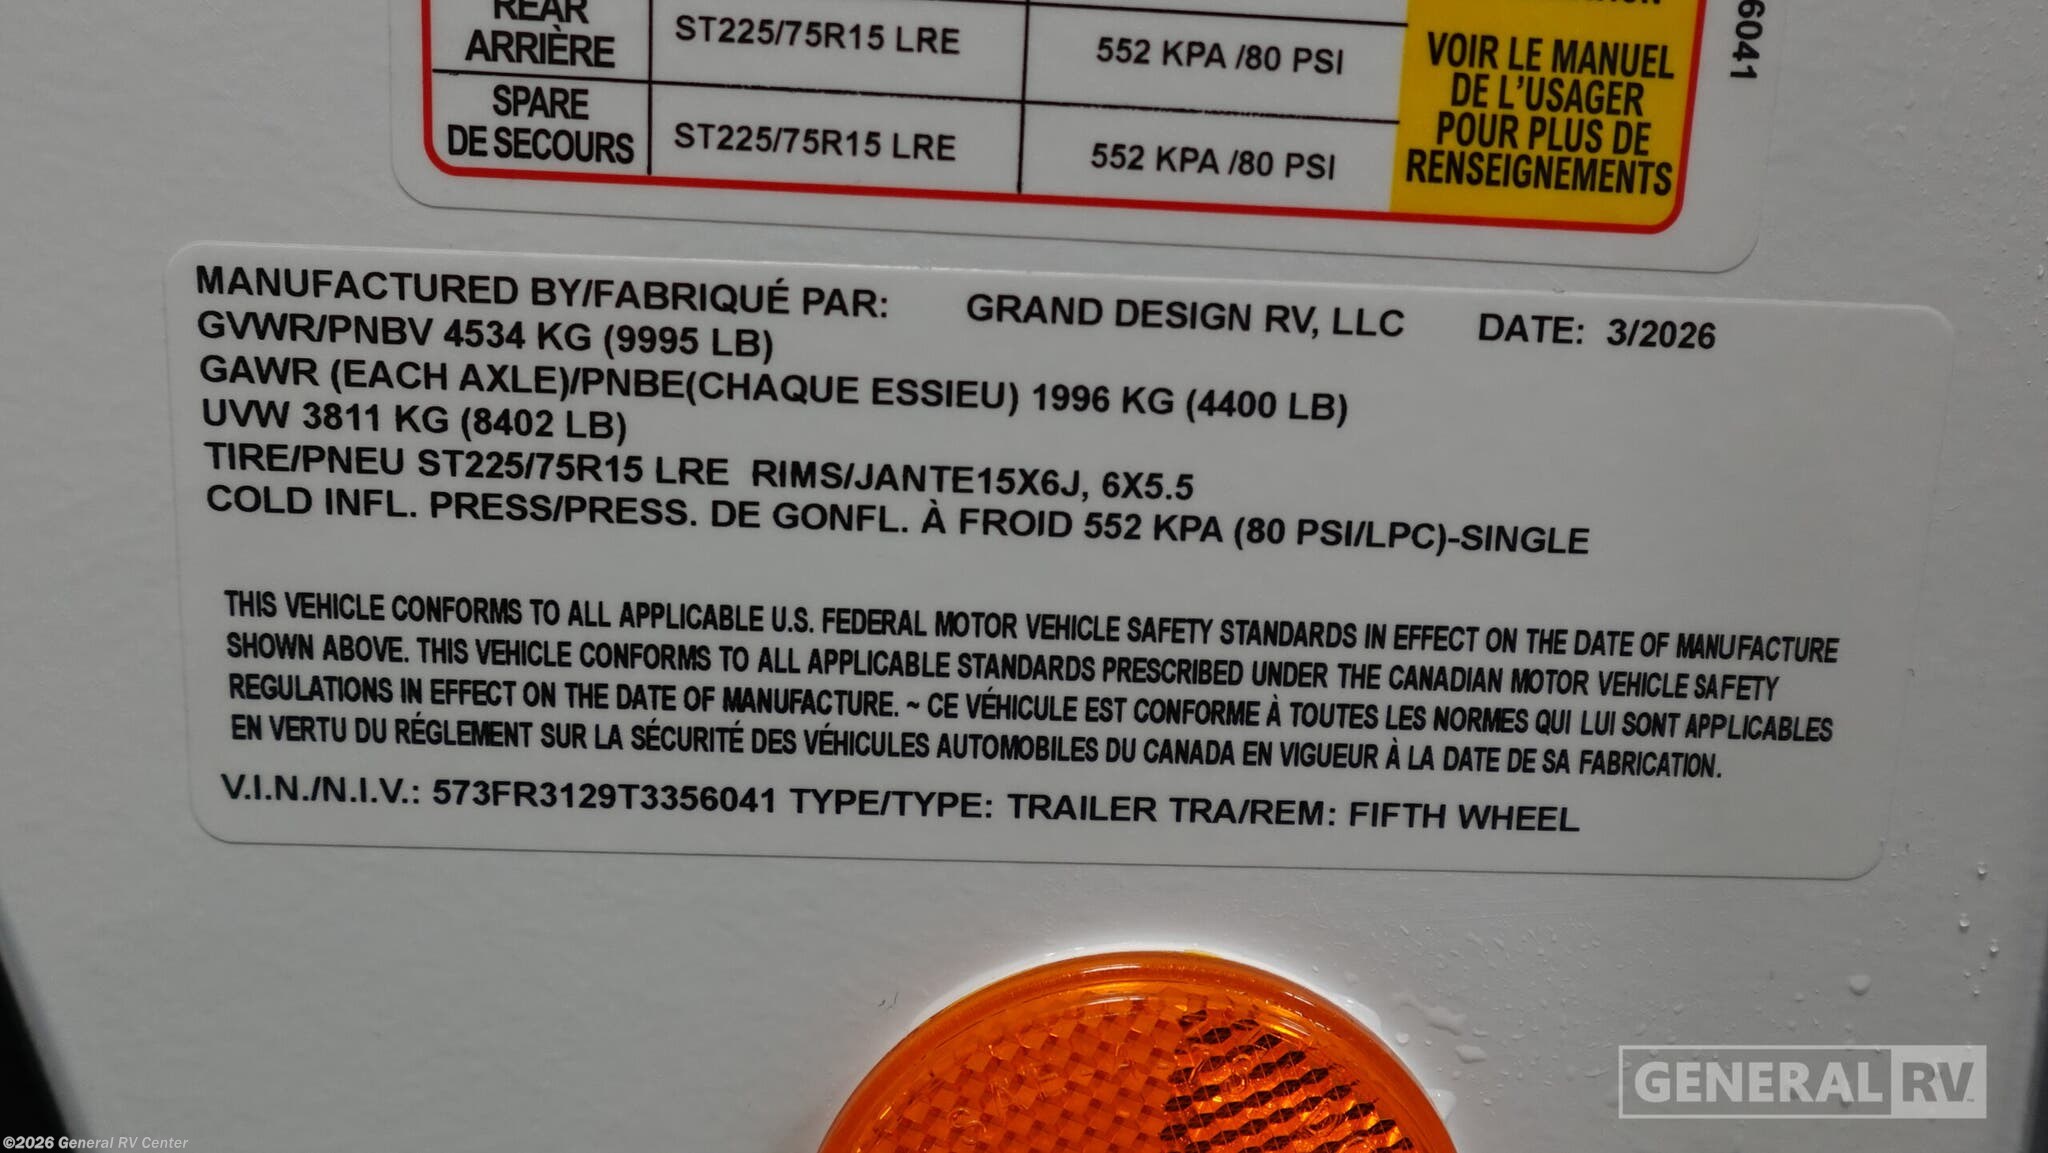 REAR
ARRIÈRE
ST225/75R15 LRE
552 KPA /80 PSI
SPARE
DE SECOURS
ST225/75R15 LRE
552 KPA /80 PSI
VOIR LE MANUEL
DE L'USAGER
POUR PLUS DE
RENSEIGNEMENTS
6041
MANUFACTURED BY/FABRIQUÉ PAR: GRAND DESIGN RV, LLC DATE: 3/2026
GVWR/PNBV 4534 KG (9995 LB)
GAWR (EACH AXLE)/PNBE(CHAQUE ESSIEU) 1996 KG (4400 LB)
UVW 3811 KG (8402 LB)
TIRE/PNEU ST225/75R15 LRE RIMS/JANTE15X6J, 6X5.5
COLD INFL. PRESS/PRESS. DE GONFL. À FROID 552 KPA (80 PSI/LPC)-SINGLE
THIS VEHICLE CONFORMS TO ALL APPLICABLE U.S. FEDERAL MOTOR VEHICLE SAFETY STANDARDS IN EFFECT ON THE DATE OF MANUFACTURE
SHOWN ABOVE. THIS VEHICLE CONFORMS TO ALL APPLICABLE STANDARDS PRESCRIBED UNDER THE CANADIAN MOTOR VEHICLE SAFETY
REGULATIONS IN EFFECT ON THE DATE OF MANUFACTURE. ~ CE VÉHICULE EST CONFORME À TOUTES LES NORMES QUI LUI SONT APPLICABLES
EN VERTU DU RÉGLEMENT SUR LA SÉCURITÉ DES VÉHICULES AUTOMOBILES DU CANADA EN VIGUEUR À LA DATE DE SA FABRICATION.
V.I.N./N.I.V.: 573FR3129T3356041 TYPE/TYPE: TRAILER TRA/REM: FIFTH WHEEL
GENERAL RV
©2026 General RV Center